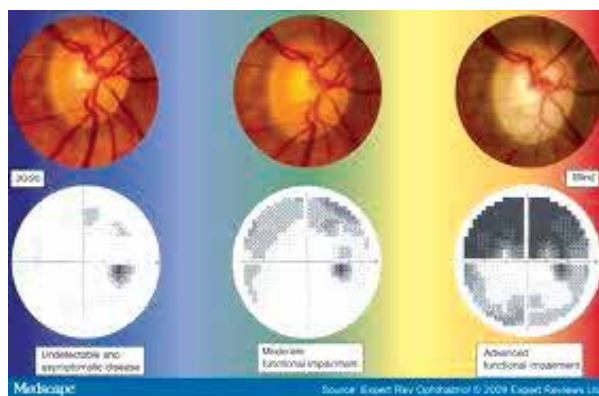 20/20
Blind
Undetectable and
asymptomatic disease
Moderate
functional impairment
Advanced
functional impairment
Medscape
Source: Expert Rev Ophthalmol © 2009 Expert Reviews Ltd